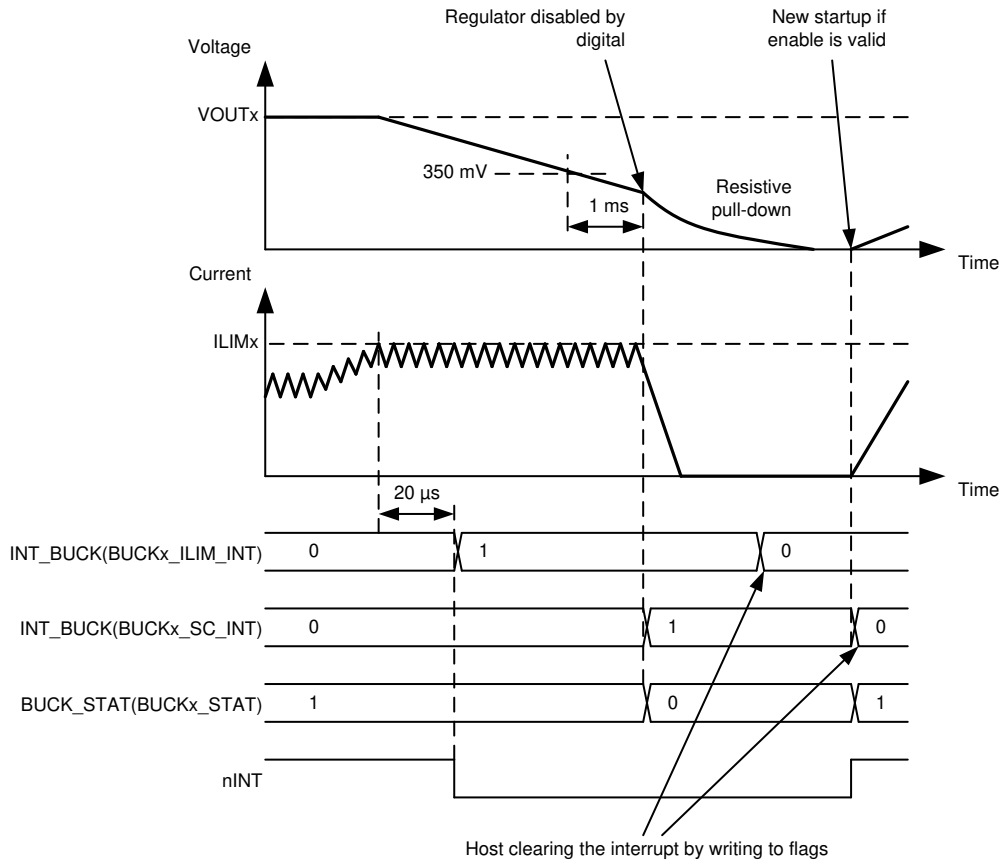 Regulator disabled by
digital
New startup if
enable is valid
Voltage
VOUTx
350 mV
1 ms
Resistive
pull-down
Time
Current
ILIMx
Time
20 µs
INT_BUCK(BUCKx_ILIM_INT)
0
1
0
INT_BUCK(BUCKx_SC_INT)
0
1
0
BUCK_STAT(BUCKx_STAT)
1
0
1
nINT
Host clearing the interrupt by writing to flags